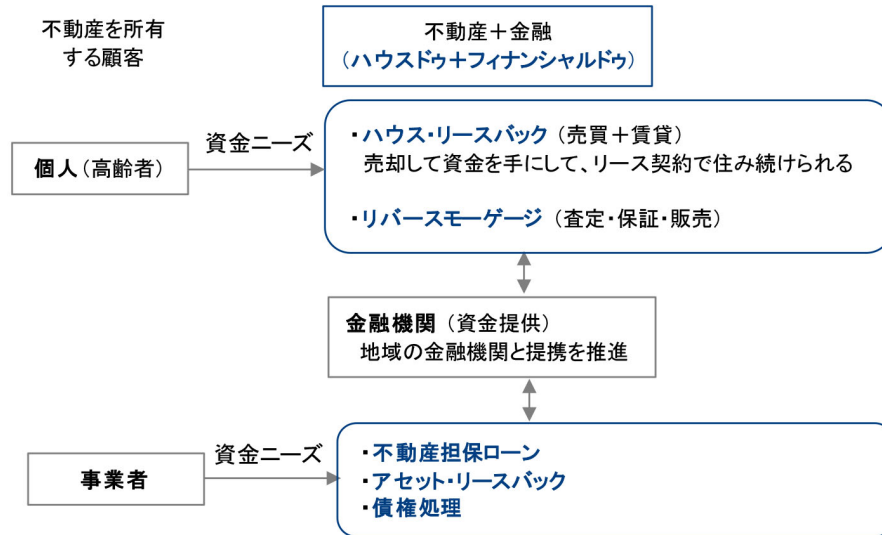 不動産を所有
する顧客
不動産＋金融
（ハウスドゥ＋フィナンシャルドゥ）
個人（高齢者）
資金ニーズ
・ハウス・リースバック（売買＋賃貸）
売却して資金を手にして、リース契約で住み続けられる
・リバースモーゲージ（査定・保証・販売）
金融機関（資金提供）
地域の金融機関と提携を推進
事業者
資金ニーズ
・不動産担保ローン
・アセット・リースバック
・債権処理